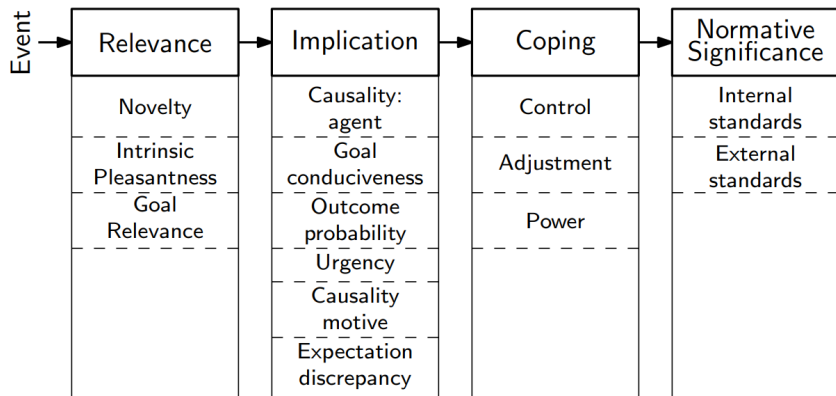 Event
Relevance
Implication
Coping
Normative
Significance
Novelty
Intrinsic
Pleasantness
Goal
Relevance
Causality:
agent
Goal
conduciveness
Outcome
probability
Urgency
Causality
motive
Expectation
discrepancy
Control
Adjustment
Power
Internal
standards
External
standards